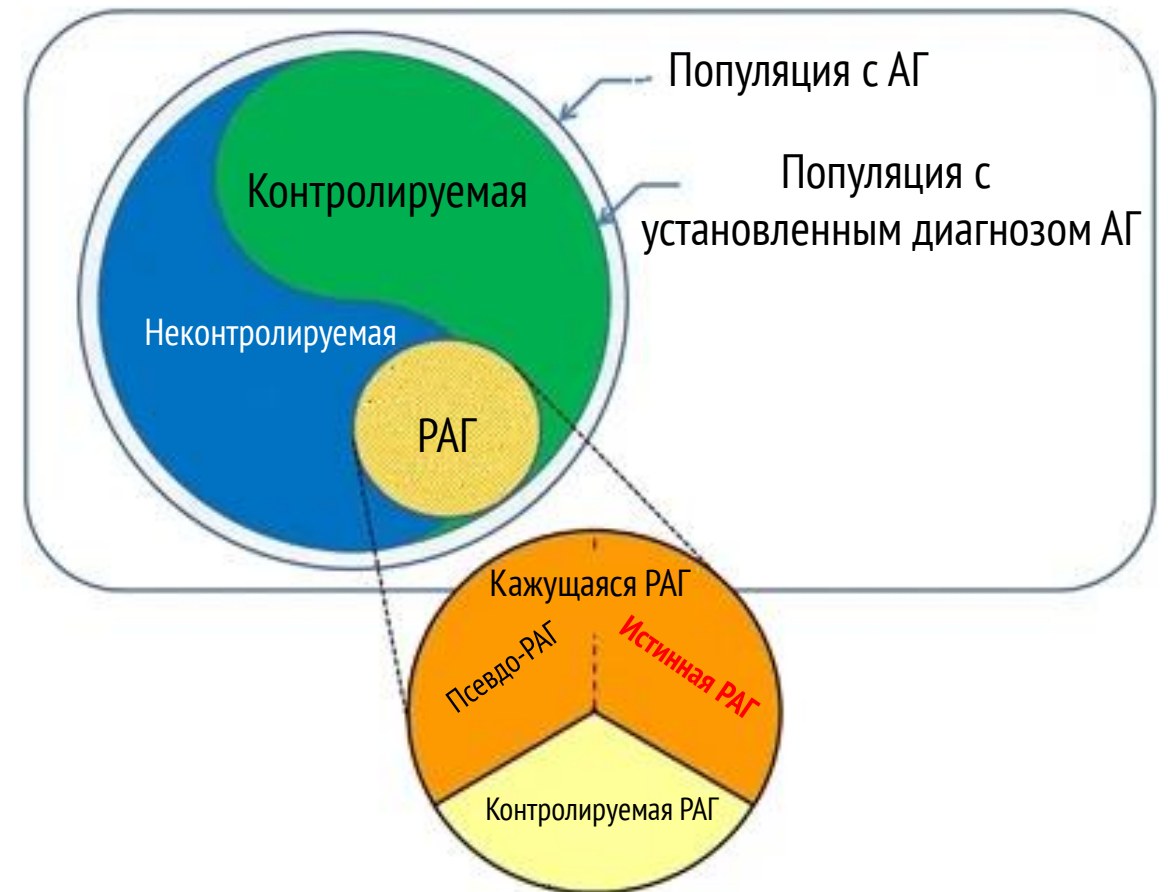 Популяция с АГ
Популяция с
установленным диагнозом АГ
Контролируемая
Неконтролируемая
РАГ
Кажущаяся РАГ
Псевдо-РАГ
Истинная РАГ
Контролируемая РАГ